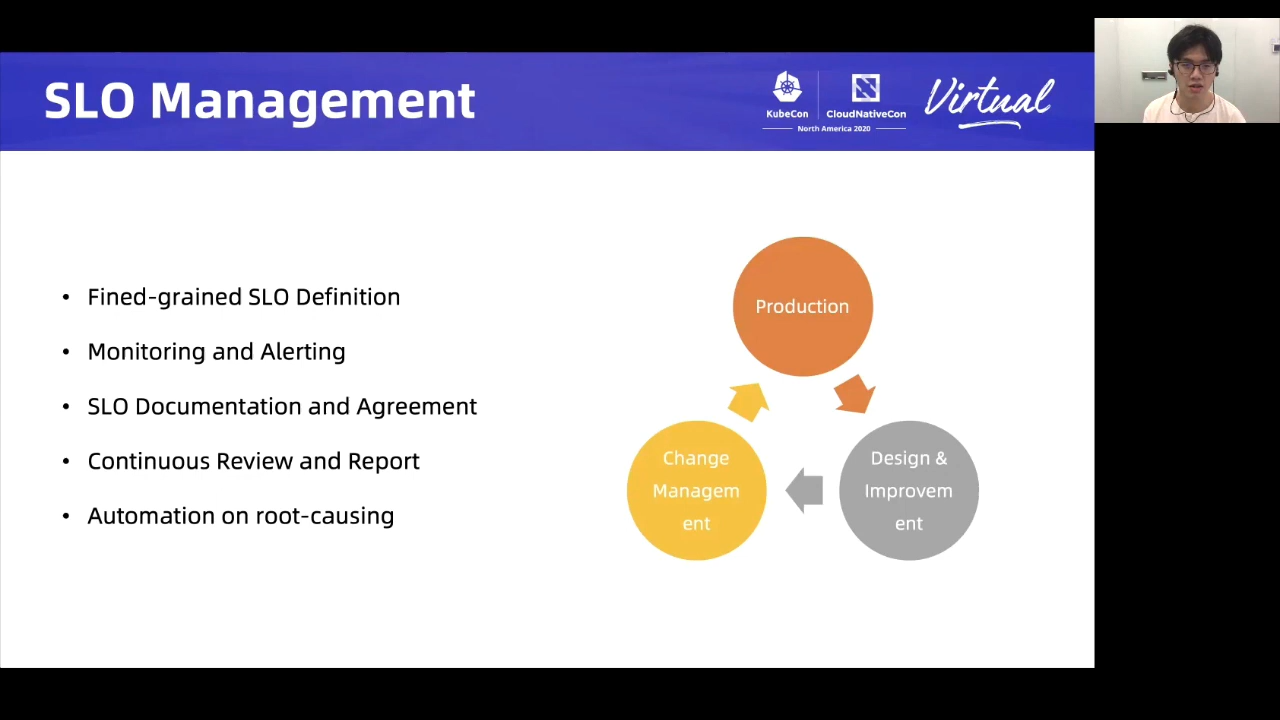 SLO Management
KubeCon
CloudNativeCon
North America 2020
Virtual
• Fined-grained SLO Definition
• Monitoring and Alerting
• SLO Documentation and Agreement
• Continuous Review and Report
• Automation on root-causing
Production
Change
Managem
ent
Design &
Improvem
ent